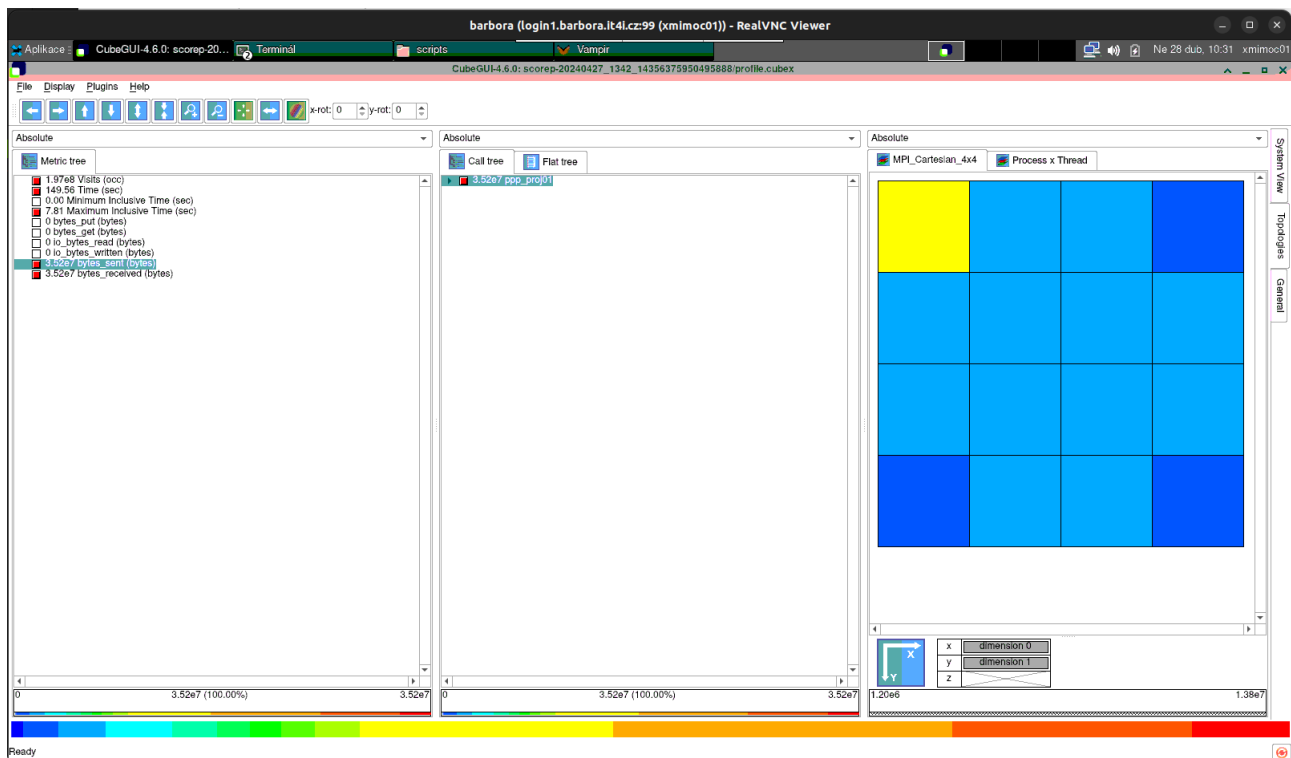 barbora (login1.barbora.it4i.cz:99 (xmimoc01)) - RealVNC Viewer
Aplikace CubeGUI-4.6.0: scorep-20... Terminál scripts Vampir Ne 28 dub, 10:31 xmimoc01
CubeGUI-4.6.0: scorep-20240427_1342_14356375950495888/profile.cubex
File Display Plugins Help
x-rot: 0 y-rot: 0
Absolute Absolute Absolute
Metric tree Call tree Flat tree MPI_Cartesian_4x4 Process x Thread
System View
Topologies
General
1.97e8 Visits (occ)
149.56 Time (sec)
0.00 Minimum Inclusive Time (sec)
7.81 Maximum Inclusive Time (sec)
0 bytes_put (bytes)
0 bytes_get (bytes)
0 io_bytes_read (bytes)
0 io_bytes_written (bytes)
3.52e7 bytes_sent (bytes)
3.52e7 bytes_received (bytes)
3.52e7 ppp_proj01
X
Y
x dimension 0
y dimension 1
z
0 3.52e7 (100.00%) 3.52e7 0 3.52e7 (100.00%) 3.52e7 1.20e6 1.38e7
Ready